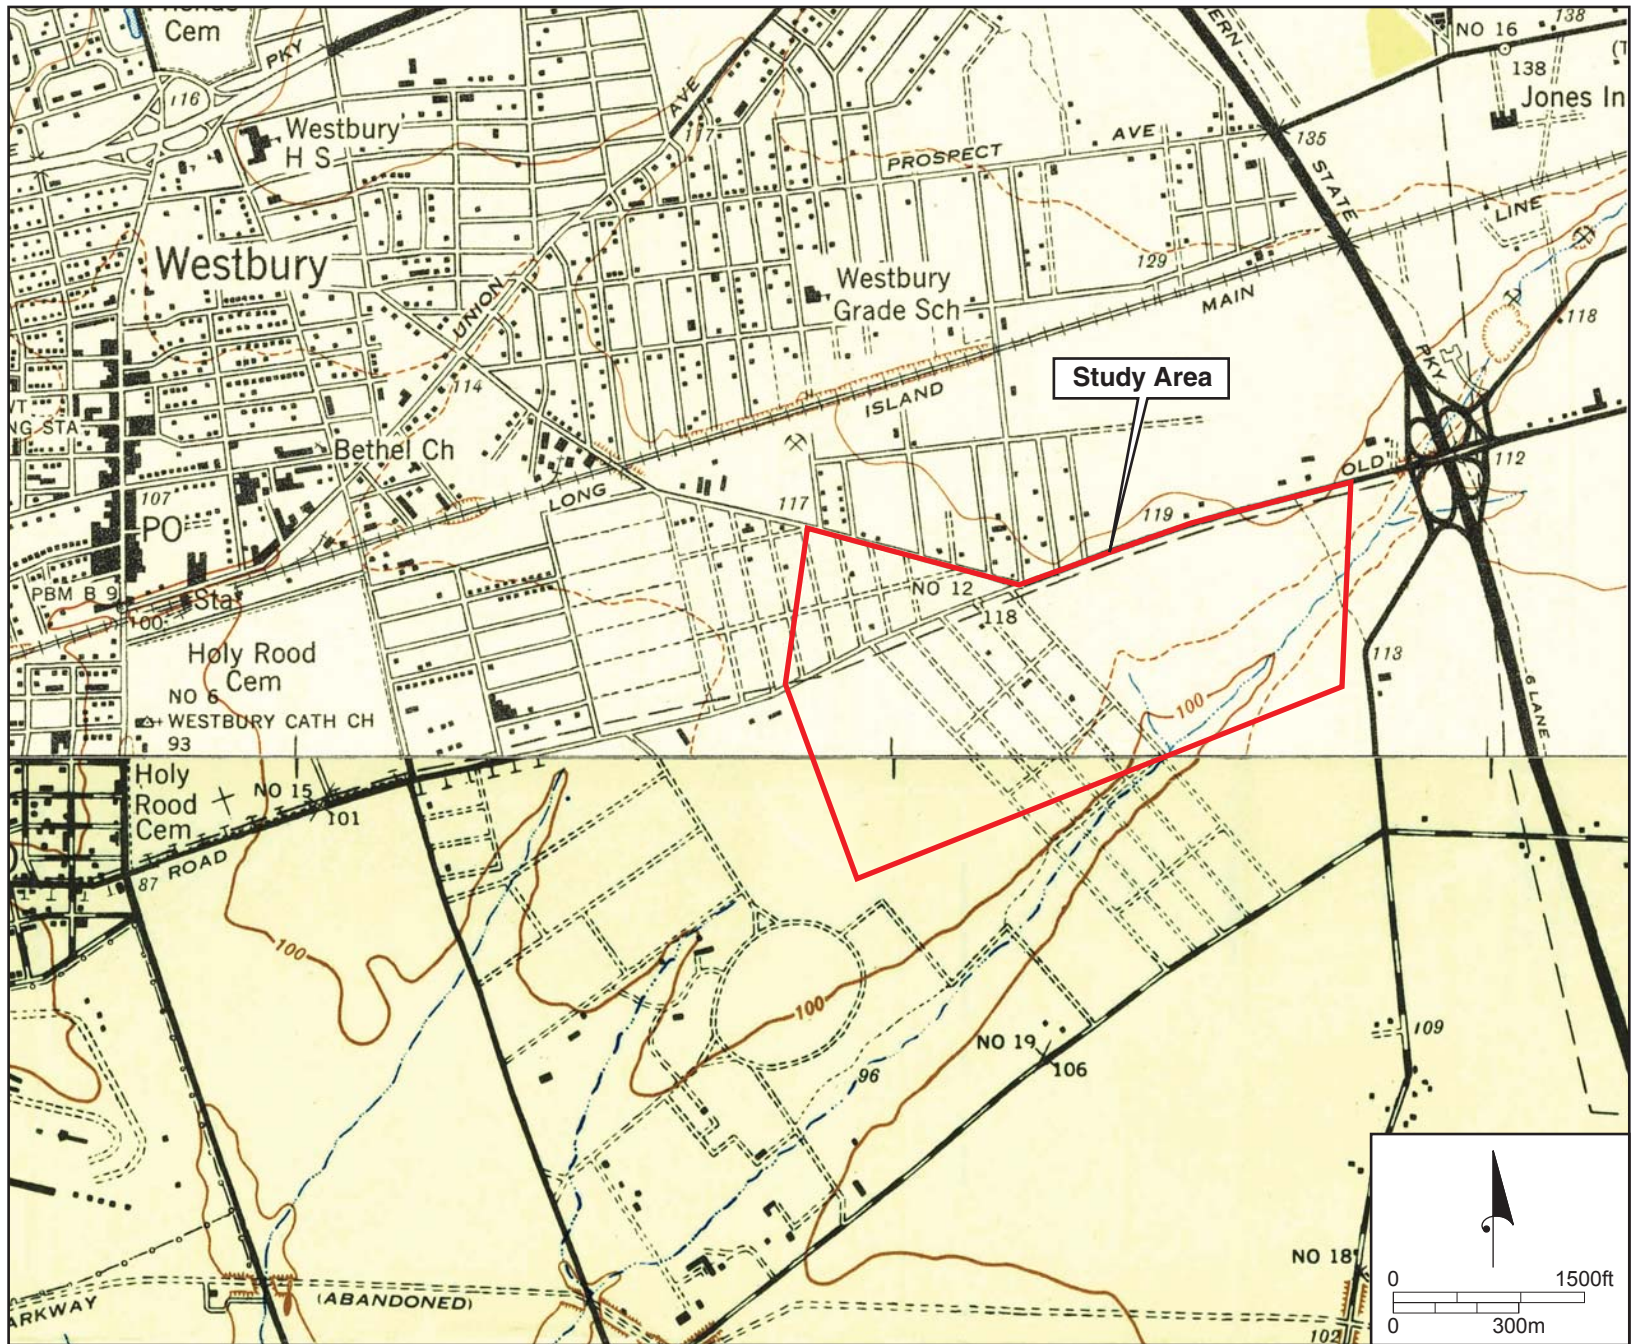 Cem
PKY
116
Westbury
H S
AVE
117
PROSPECT
AVE
ERN
STATE
PKY
135
NO 16
138
138
Jones In
LINE
MAIN
ISLAND
LONG
129
118
Westbury
UNION
Westbury
Grade Sch
114
Study Area
Bethel Ch
NG STA
107
PO
117
119
OLD
112
NO 12
118
PBM B 9
100
Sta
Holy Rood
Cem
NO 6
WESTBURY CATH CH
93
113
100
6 LANE
Holy
Rood
Cem
NO 15
101
87
ROAD
100
100
NO 19
106
96
109
NO 18
102
ARKWAY
(ABANDONED)
0
1500ft
0
300m